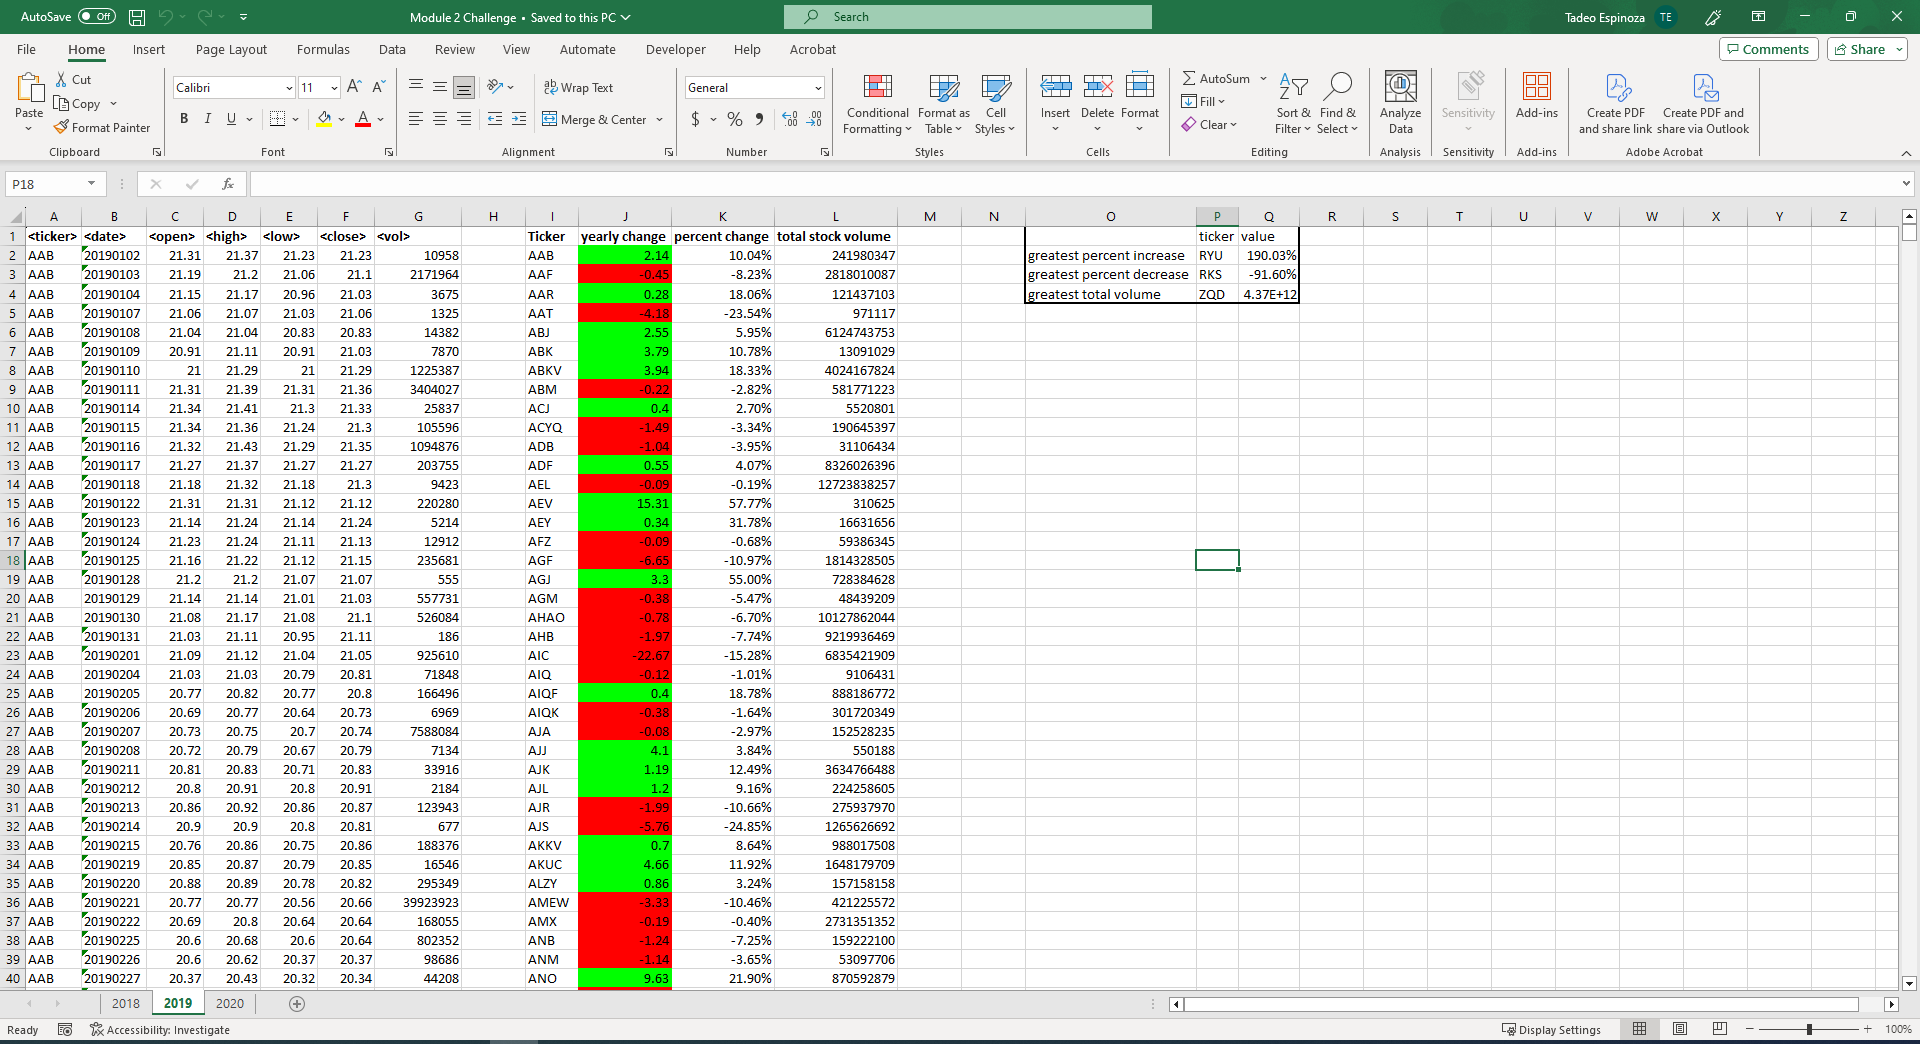 AutoSave Off Module 2 Challenge • Saved to this PC Search Tadeo Espinoza TE
File Home Insert Page Layout Formulas Data Review View Automate Developer Help Acrobat Comments Share
Paste Cut Copy Format Painter Clipboard
Calibri 11 B I U A Font
Wrap Text Merge & Center Alignment
General $ % Number
Conditional Formatting Format as Table Cell Styles Styles
Insert Delete Format Cells
AutoSum Fill Clear Sort & Filter Find & Select Editing
Analyze Data Analysis
Sensitivity Sensitivity
Add-ins Add-ins
Create PDF and share link Create PDF and share via Outlook Adobe Acrobat
P18 fx
A B C D E F G H I J K L M N O P Q R S T U V W X Y Z
1 <ticker> <date> <open> <high> <low> <close> <vol> Ticker yearly change percent change total stock volume ticker value
2 AAB 20190102 21.31 21.37 21.23 21.23 10958 AAB 2.14 10.04% 241980347 greatest percent increase RYU 190.03%
3 AAB 20190103 21.19 21.2 21.06 21.1 2171964 AAF -0.45 -8.23% 2818010087 greatest percent decrease RKS -91.60%
4 AAB 20190104 21.15 21.17 20.96 21.03 3675 AAR 0.28 18.06% 121437103 greatest total volume ZQD 4.37E+12
5 AAB 20190107 21.06 21.07 21.03 21.06 1325 AAT -4.18 -23.54% 971117
6 AAB 20190108 21.04 21.04 20.83 20.83 14382 ABJ 2.55 5.95% 6124743753
7 AAB 20190109 20.91 21.11 20.91 21.03 7870 ABK 3.79 10.78% 13091029
8 AAB 20190110 21 21.29 21 21.29 1225387 ABKV 3.94 18.33% 4024167824
9 AAB 20190111 21.31 21.39 21.31 21.36 3404027 ABM -0.22 -2.82% 581771223
10 AAB 20190114 21.34 21.41 21.3 21.33 25837 ACJ 0.4 2.70% 5520801
11 AAB 20190115 21.34 21.36 21.24 21.3 105596 ACYQ -1.49 -3.34% 190645397
12 AAB 20190116 21.32 21.43 21.29 21.35 1094876 ADB -1.04 -3.95% 31106434
13 AAB 20190117 21.27 21.37 21.27 21.27 203755 ADF 0.55 4.07% 8326026396
14 AAB 20190118 21.18 21.32 21.18 21.3 9423 AEL -0.09 -0.19% 12723838257
15 AAB 20190122 21.31 21.31 21.12 21.12 220280 AEV 15.31 57.77% 310625
16 AAB 20190123 21.14 21.24 21.14 21.24 5214 AEY 0.34 31.78% 16631656
17 AAB 20190124 21.23 21.24 21.11 21.13 12912 AFZ -0.09 -0.68% 59386345
18 AAB 20190125 21.16 21.22 21.12 21.15 235681 AGF -6.65 -10.97% 1814328505
19 AAB 20190128 21.2 21.2 21.07 21.07 555 AGJ 3.3 55.00% 728384628
20 AAB 20190129 21.14 21.14 21.01 21.03 557731 AGM -0.38 -5.47% 48439209
21 AAB 20190130 21.08 21.17 21.08 21.1 526084 AHAO -0.78 -6.70% 10127862044
22 AAB 20190131 21.03 21.11 20.95 21.11 186 AHB -1.97 -7.74% 9219936469
23 AAB 20190201 21.09 21.12 21.04 21.05 925610 AIC -22.67 -15.28% 6835421909
24 AAB 20190204 21.03 21.03 20.79 20.81 71848 AIQ -0.12 -1.01% 9106431
25 AAB 20190205 20.77 20.82 20.77 20.8 166496 AIQF 0.4 18.78% 888186772
26 AAB 20190206 20.69 20.77 20.64 20.73 6969 AIQK -0.38 -1.64% 301720349
27 AAB 20190207 20.73 20.75 20.7 20.74 7588084 AJA -0.08 -2.97% 152528235
28 AAB 20190208 20.72 20.79 20.67 20.79 7134 AJJ 4.1 3.84% 550188
29 AAB 20190211 20.81 20.83 20.71 20.83 33916 AJK 1.19 12.49% 3634766488
30 AAB 20190212 20.8 20.91 20.8 20.91 2184 AJL 1.2 9.16% 224258605
31 AAB 20190213 20.86 20.92 20.86 20.87 123943 AJR -1.99 -10.66% 275937970
32 AAB 20190214 20.9 20.9 20.8 20.81 677 AJS -5.76 -24.85% 1265626692
33 AAB 20190215 20.76 20.86 20.75 20.86 188376 AKKV 0.7 8.64% 988017508
34 AAB 20190219 20.85 20.87 20.79 20.85 16546 AKUC 4.66 11.92% 1648179709
35 AAB 20190220 20.88 20.89 20.78 20.82 295349 ALZY 0.86 3.24% 157158158
36 AAB 20190221 20.77 20.77 20.56 20.66 39923923 AMEW -3.33 -10.46% 421225572
37 AAB 20190222 20.69 20.8 20.64 20.64 168055 AMX -0.19 -0.40% 2731351352
38 AAB 20190225 20.6 20.68 20.6 20.64 802352 ANB -1.24 -7.25% 159222100
39 AAB 20190226 20.6 20.62 20.37 20.37 98686 ANM -1.14 -3.65% 53097706
40 AAB 20190227 20.37 20.43 20.32 20.34 44208 ANO 9.63 21.90% 870592879
2018 2019 2020
Ready Accessibility: Investigate Display Settings 100%